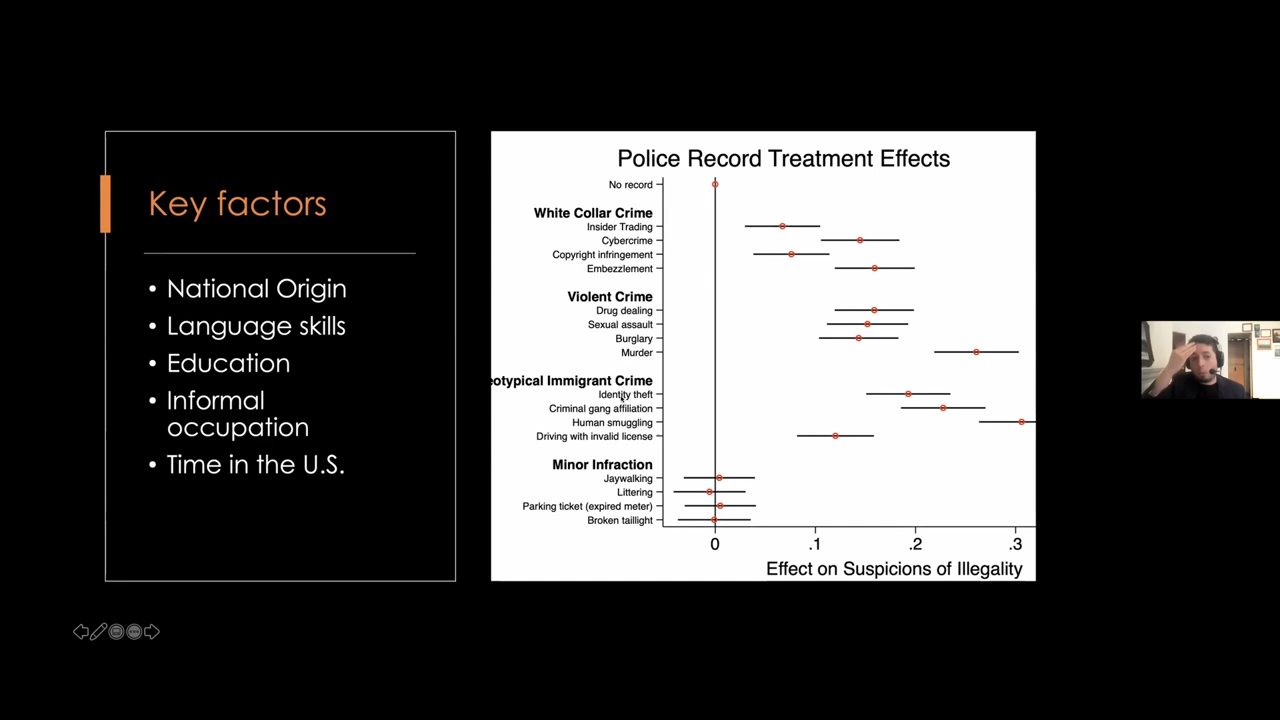 Key factors
• National Origin
• Language skills
• Education
• Informal
occupation
• Time in the U.S.
Police Record Treatment Effects
No record
White Collar Crime
Insider Trading
Cybercrime
Copyright infringement
Embezzlement
Violent Crime
Drug dealing
Sexual assault
Burglary
Murder
eotypical Immigrant Crime
Identity theft
Criminal gang affiliation
Human smuggling
Driving with invalid license
Minor Infraction
Jaywalking
Littering
Parking ticket (expired meter)
Broken taillight
0 .1 .2 .3
Effect on Suspicions of Illegality